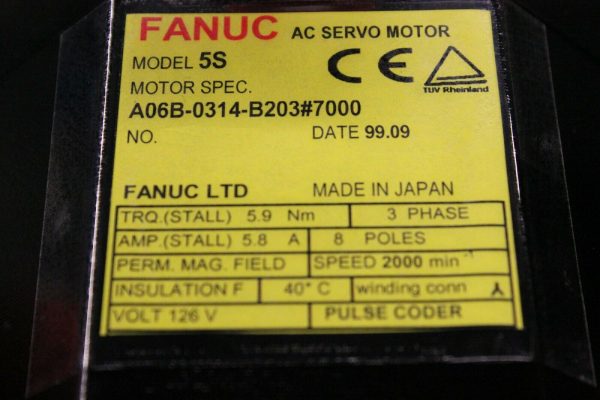 FANUC AC SERVO MOTOR
MODEL 5S
CE
TUV Rheinland
MOTOR SPEC.
A06B-0314-B203#7000
NO. DATE 99.09
FANUC LTD MADE IN JAPAN
TRQ.(STALL) 5.9 Nm 3 PHASE
AMP.(STALL) 5.8 A 8 POLES
PERM. MAG. FIELD SPEED 2000 min⁻¹
INSULATION F 40° C winding conn
VOLT 126 V PULSE CODER